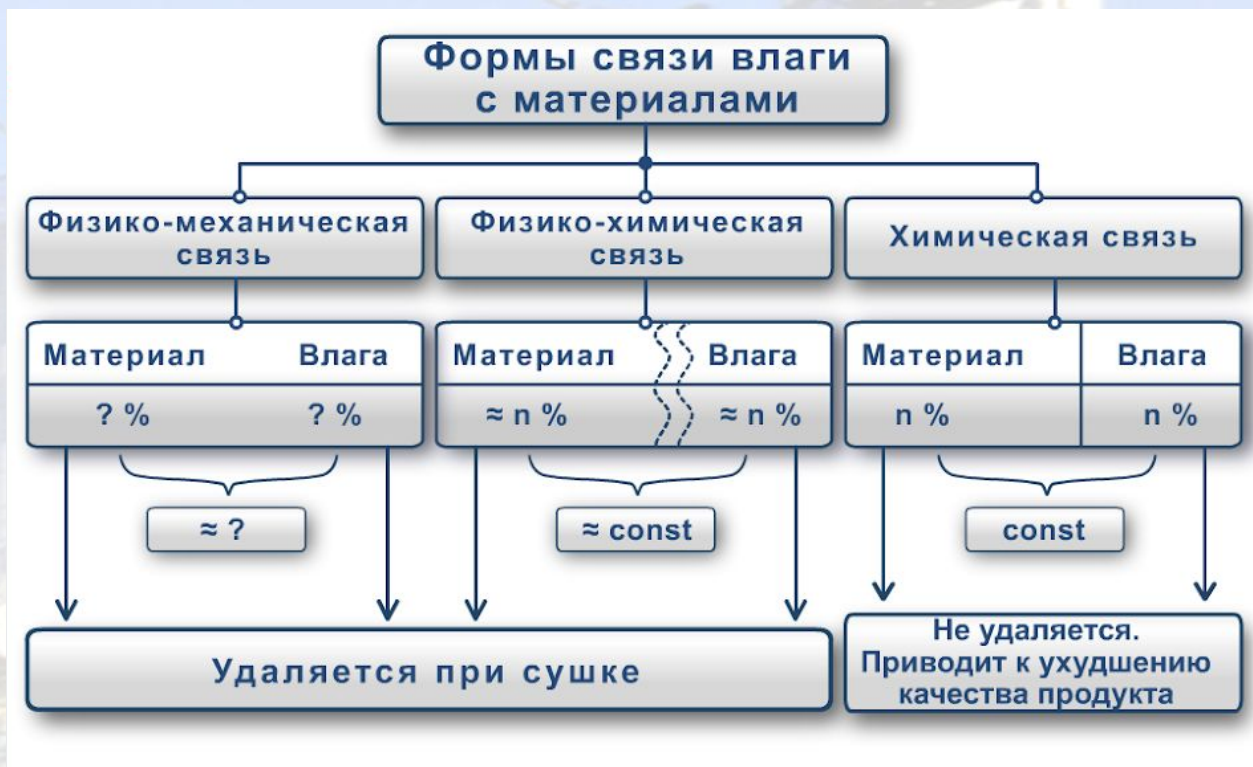 Формы связи влаги
с материалами
Физико-механическая
связь
Физико-химическая
связь
Химическая связь
Материал Влага
? % ? %
≈ ?
Материал Влага
≈ n % ≈ n %
≈ const
Материал Влага
n % n %
const
Удаляется при сушке
Не удаляется.
Приводит к ухудшению
качества продукта